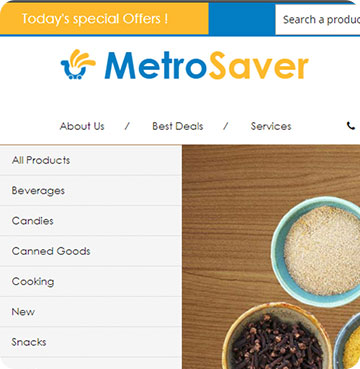 Today's special Offers !
Search a produc
MetroSaver
About Us / Best Deals / Services
All Products
Beverages
Candies
Canned Goods
Cooking
New
Snacks